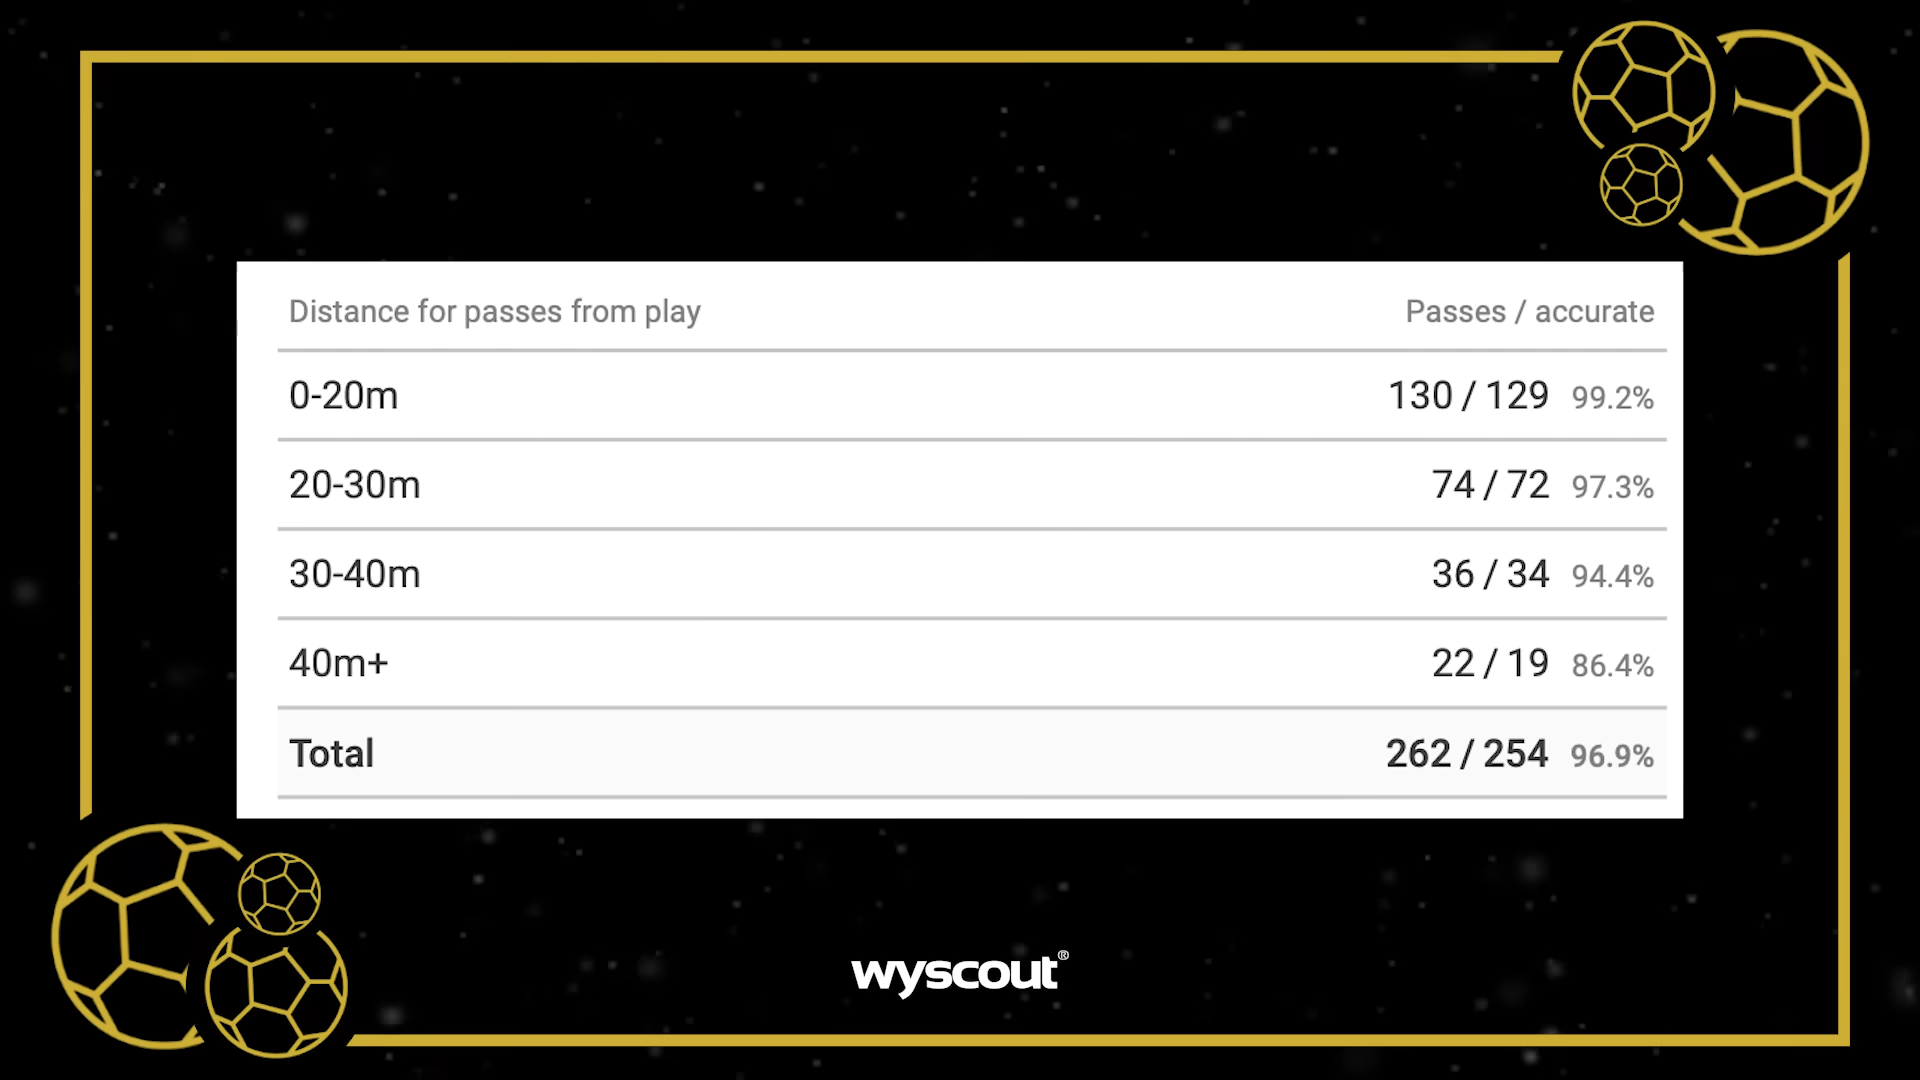 Distance for passes from play Passes / accurate
0-20m 130 / 129 99.2%
20-30m 74 / 72 97.3%
30-40m 36 / 34 94.4%
40m+ 22 / 19 86.4%
Total 262 / 254 96.9%
wyscout®